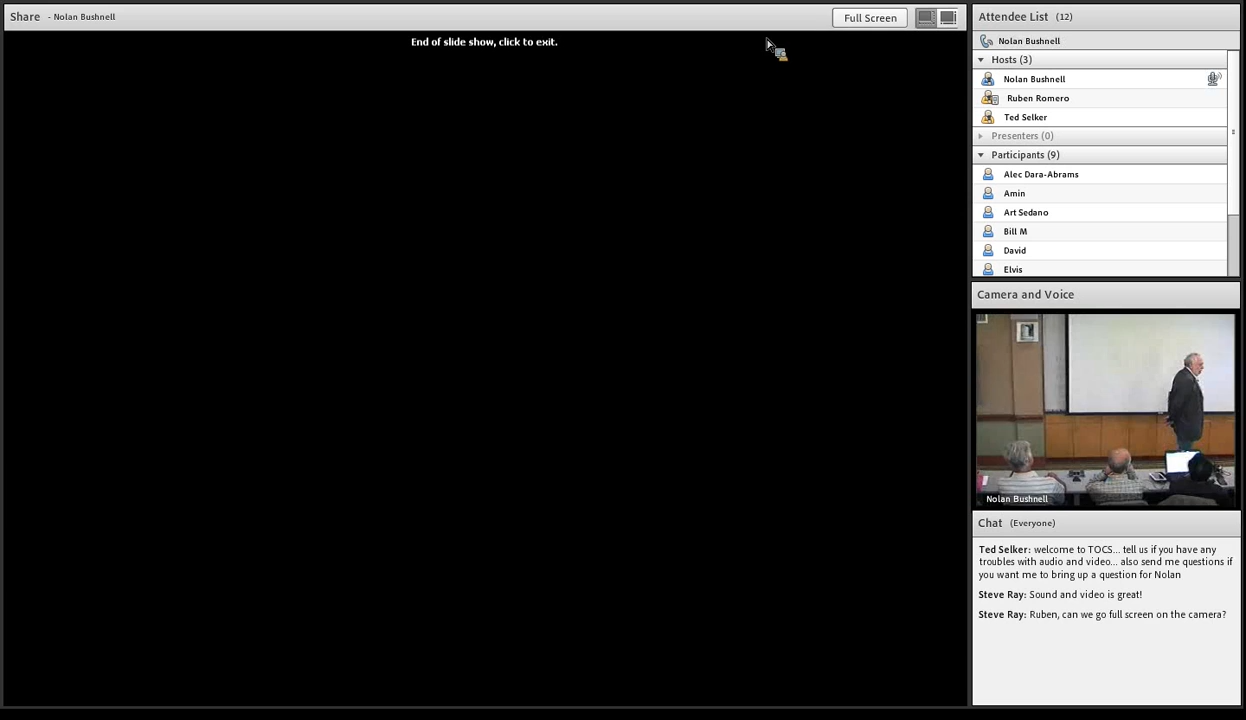 Share - Nolan Bushnell
Full Screen
End of slide show, click to exit.
Attendee List (12)
Nolan Bushnell
Hosts (3)
Nolan Bushnell
Ruben Romero
Ted Selker
Presenters (0)
Participants (9)
Alec Dara-Abrams
Amin
Art Sedano
Bill M
David
Elvis
Camera and Voice
Nolan Bushnell
Chat (Everyone)
Ted Selker: welcome to TOCS... tell us if you have any
troubles with audio and video... also send me questions if
you want me to bring up a question for Nolan
Steve Ray: Sound and video is great!
Steve Ray: Ruben, can we go full screen on the camera?